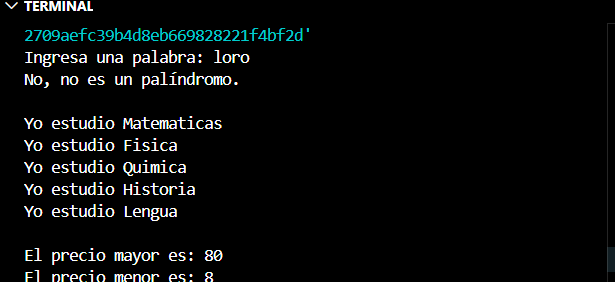 TERMINAL
2709aefc39b4d8eb669828221f4bf2d'
Ingresa una palabra: loro
No, no es un palíndromo.
Yo estudio Matematicas
Yo estudio Fisica
Yo estudio Quimica
Yo estudio Historia
Yo estudio Lengua
El precio mayor es: 80
El precio menor es: 8